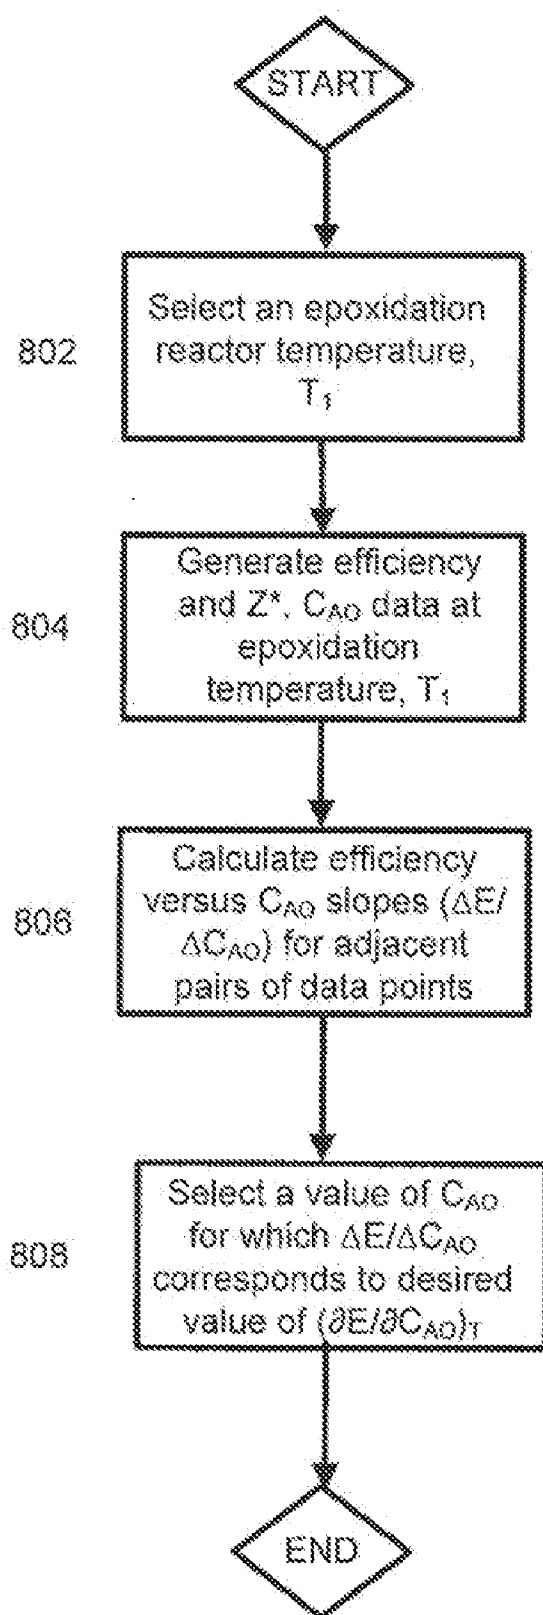 START
802
Select an epoxidation
reactor temperature,
T₁
804
Generate efficiency
and Z*, C_AO data at
epoxidation
temperature, T₁
806
Calculate efficiency
versus C_AO slopes (ΔE/
ΔC_AO) for adjacent
pairs of data points
808
Select a value of C_AO
for which ΔE/ΔC_AO
corresponds to desired
value of (∂E/∂C_AO)_T
END